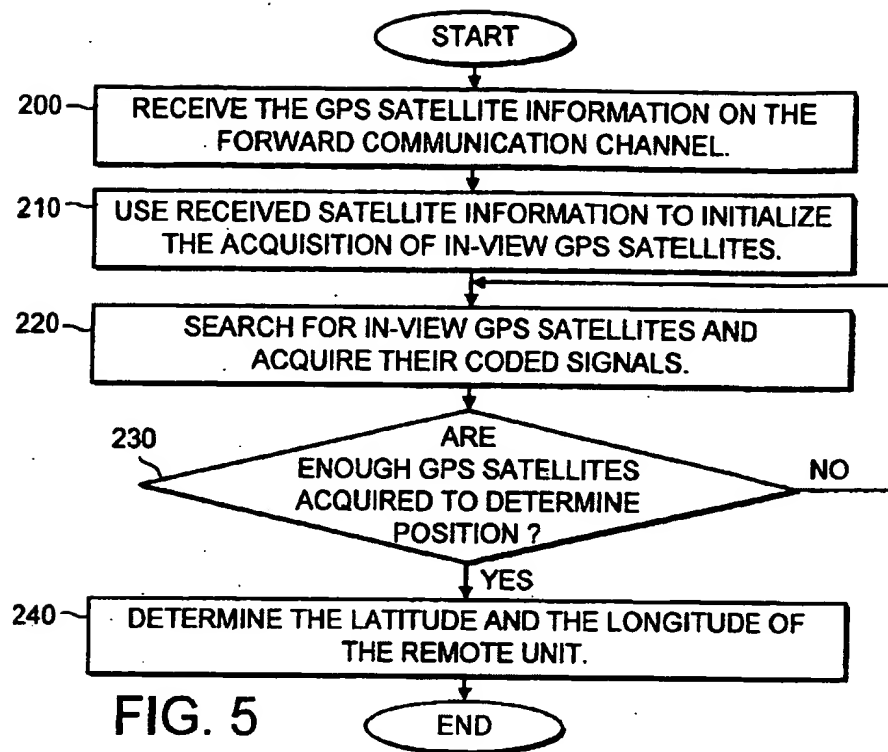 START
200
RECEIVE THE GPS SATELLITE INFORMATION ON THE
FORWARD COMMUNICATION CHANNEL.
210
USE RECEIVED SATELLITE INFORMATION TO INITIALIZE
THE ACQUISITION OF IN-VIEW GPS SATELLITES.
220
SEARCH FOR IN-VIEW GPS SATELLITES AND
ACQUIRE THEIR CODED SIGNALS.
230
ARE
ENOUGH GPS SATELLITES
ACQUIRED TO DETERMINE
POSITION ?
NO
YES
240
DETERMINE THE LATITUDE AND THE LONGITUDE OF
THE REMOTE UNIT.
FIG. 5
END